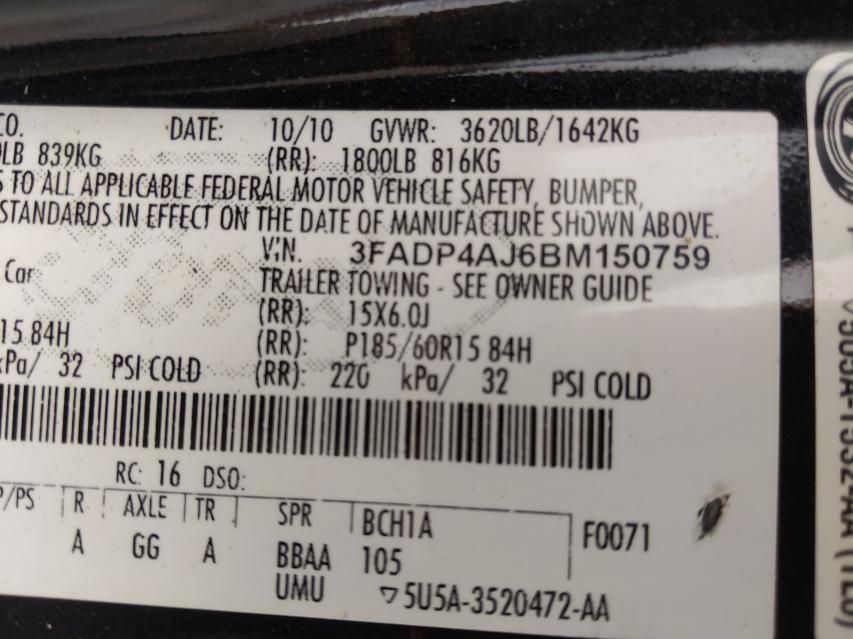 CO. DATE: 10/10 GVWR: 3620LB/1642KG
0LB 839KG (RR): 1800LB 816KG
S TO ALL APPLICABLE FEDERAL MOTOR VEHICLE SAFETY, BUMPER,
STANDARDS IN EFFECT ON THE DATE OF MANUFACTURE SHOWN ABOVE.
VIN. 3FADP4AJ6BM150759
Car TRAILER TOWING - SEE OWNER GUIDE
(RR): 15X6.0J
15 84H (RR): P185/60R15 84H
kPa/ 32 PSI COLD (RR): 220 kPa/ 32 PSI COLD
RC: 16 DSO:
P/PS R AXLE TR SPR BCH1A F0071
A GG A BBAA 105
UMU ▽5U5A-3520472-AA